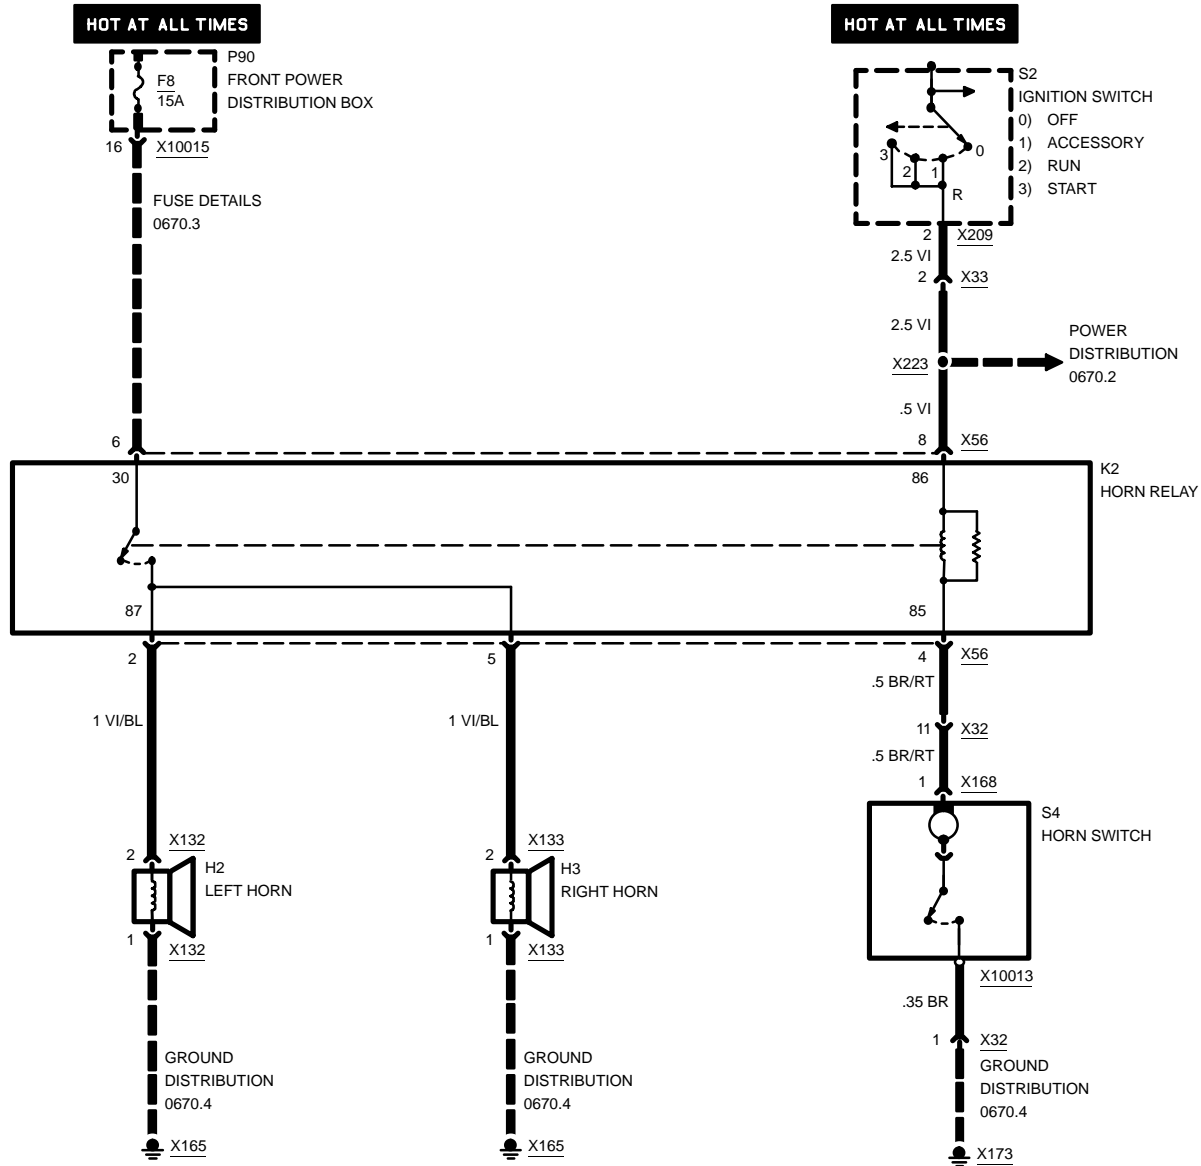 HOT AT ALL TIMES
HOT AT ALL TIMES
P90
FRONT POWER
DISTRIBUTION BOX
F8
15A
16 X10015
FUSE DETAILS
0670.3
S2
IGNITION SWITCH
0) OFF
1) ACCESSORY
2) RUN
3) START
3
2
1
0
R
2 X209
2.5 VI
2 X33
2.5 VI
X223
POWER
DISTRIBUTION
0670.2
.5 VI
6
8 X56
30
86
K2
HORN RELAY
87
85
2
5
4 X56
.5 BR/RT
1 VI/BL
1 VI/BL
11 X32
.5 BR/RT
1 X168
S4
HORN SWITCH
X132
2
H2
LEFT HORN
1
X132
X133
2
H3
RIGHT HORN
1
X133
X10013
.35 BR
1 X32
GROUND
DISTRIBUTION
0670.4
X165
GROUND
DISTRIBUTION
0670.4
X165
GROUND
DISTRIBUTION
0670.4
X173